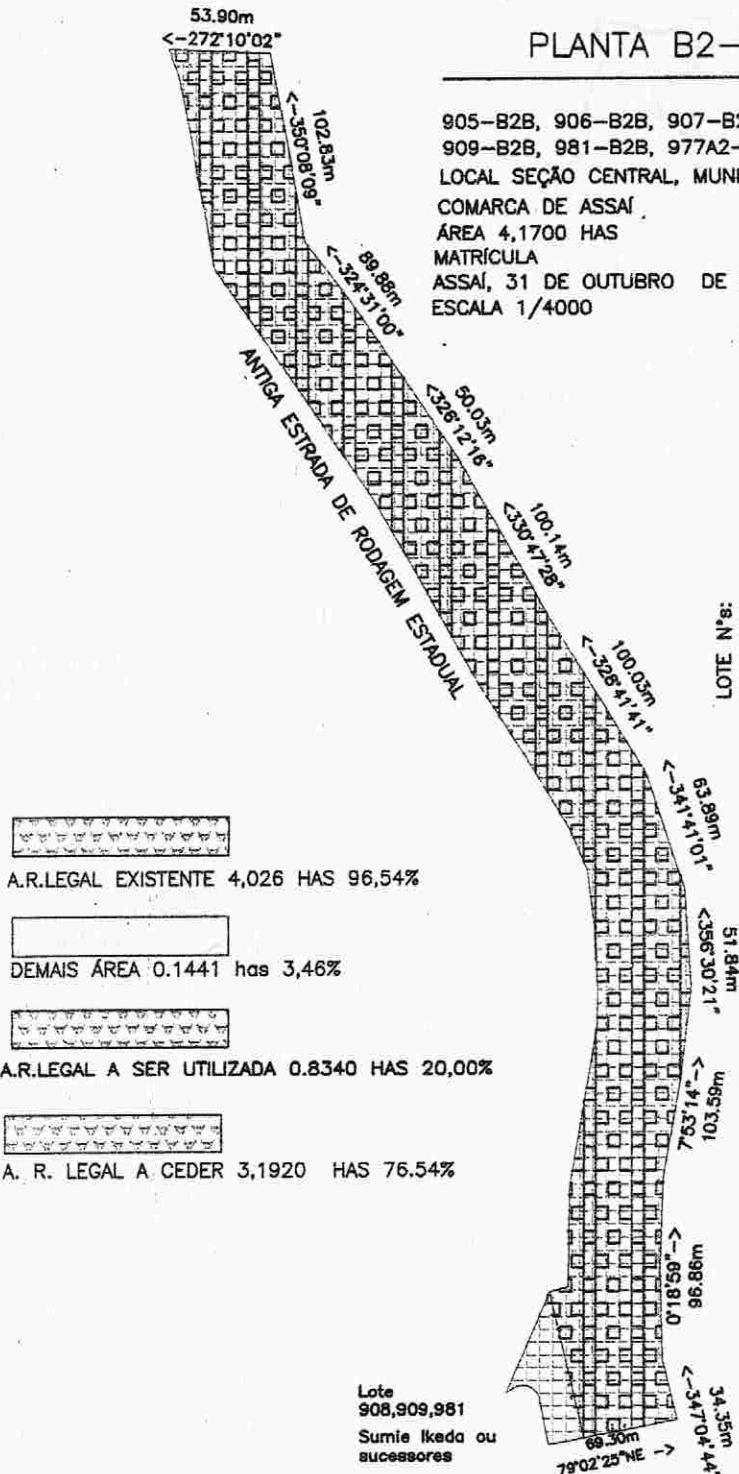 53.90m
<-272°10'02"
PLANTA B2-
905-B2B, 906-B2B, 907-B2
909-B2B, 981-B2B, 977A2-
LOCAL SEÇÃO CENTRAL, MUNI
COMARCA DE ASSAÍ
ÁREA 4,1700 HAS
MATRÍCULA
ASSAÍ, 31 DE OUTUBRO DE
ESCALA 1/4000
102.83m
<-350°08'09"
89.88m
<-324°31'00"
50.03m
<326°12'16"
100.14m
<330°47'28"
100.03m
<-328°41'41"
63.89m
<-341°41'01"
51.84m
<356°30'21"
7°53'14"->
103.59m
0°18'59"->
96.86m
34.35m
<-347°04'44"
69.30m
79°02'25"NE ->
ANTIGA ESTRADA DE RODAGEM ESTADUAL
LOTE N°s:
A.R.LEGAL EXISTENTE 4,026 HAS 96,54%
DEMAIS ÁREA 0.1441 has 3,46%
A.R.LEGAL A SER UTILIZADA 0.8340 HAS 20,00%
A. R. LEGAL A CEDER 3,1920 HAS 76.54%
Lote
908,909,981
Sumie Ikeda ou
sucessores